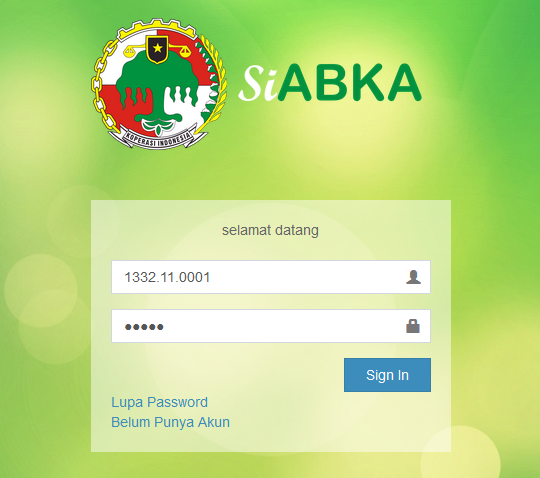 KOPERASI INDONESIA
SiABKA
selamat datang
1332.11.0001
•••••
Sign In
Lupa Password
Belum Punya Akun